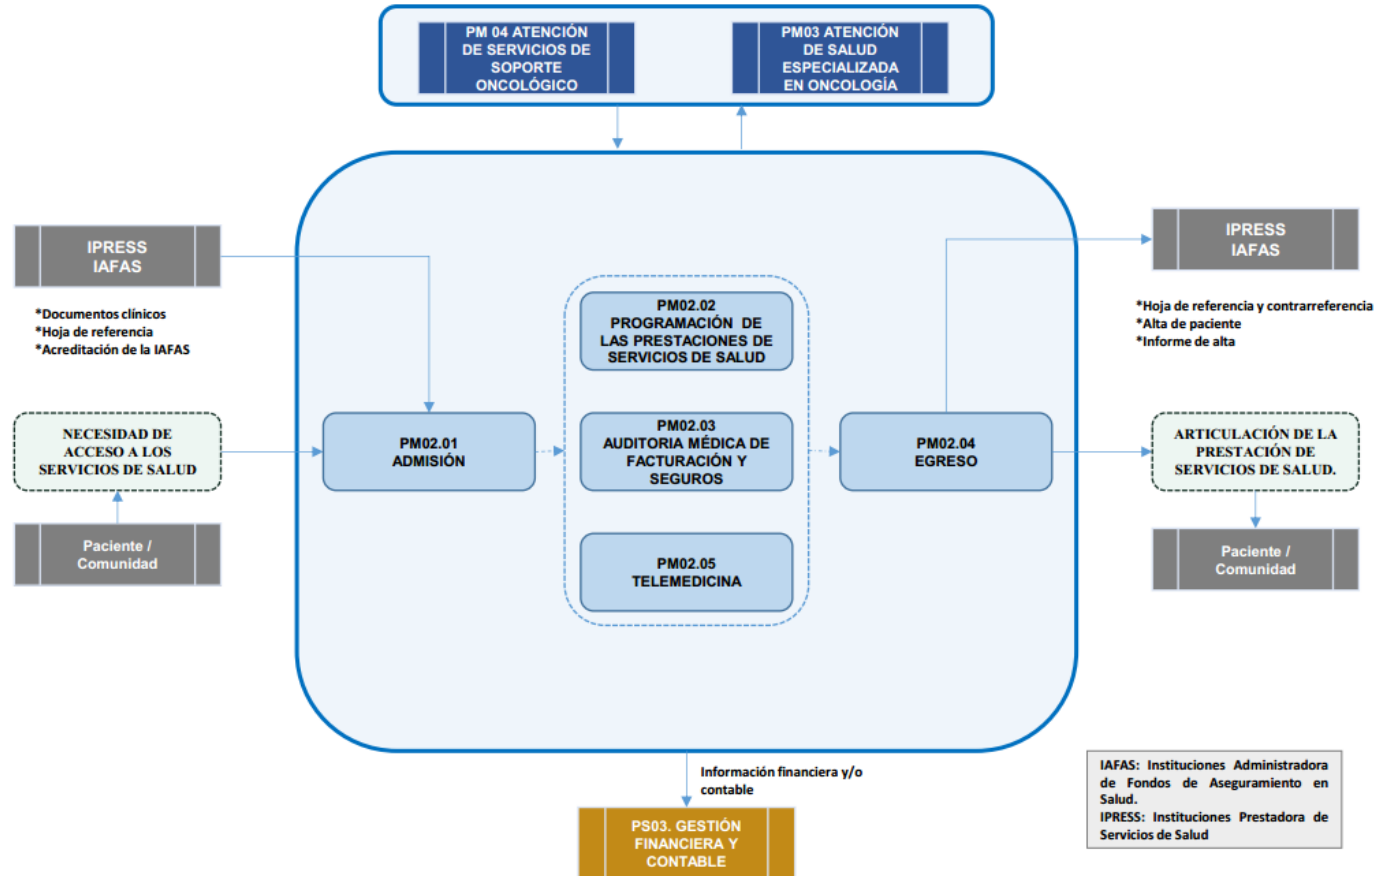 PM 04 ATENCIÓN
DE SERVICIOS DE
SOPORTE
ONCOLÓGICO
PM03 ATENCIÓN
DE SALUD
ESPECIALIZADA
EN ONCOLOGÍA
IPRESS
IAFAS
*Documentos clínicos
*Hoja de referencia
*Acreditación de la IAFAS
NECESIDAD DE
ACCESO A LOS
SERVICIOS DE SALUD
Paciente /
Comunidad
PM02.01
ADMISIÓN
PM02.02
PROGRAMACIÓN DE
LAS PRESTACIONES DE
SERVICIOS DE SALUD
PM02.03
AUDITORIA MÉDICA DE
FACTURACIÓN Y
SEGUROS
PM02.05
TELEMEDICINA
PM02.04
EGRESO
IPRESS
IAFAS
*Hoja de referencia y contrarreferencia
*Alta de paciente
*Informe de alta
ARTICULACIÓN DE LA
PRESTACIÓN DE
SERVICIOS DE SALUD.
Paciente /
Comunidad
Información financiera y/o
contable
PS03. GESTIÓN
FINANCIERA Y
CONTABLE
IAFAS: Instituciones Administradora
de Fondos de Aseguramiento en
Salud.
IPRESS: Instituciones Prestadora de
Servicios de Salud